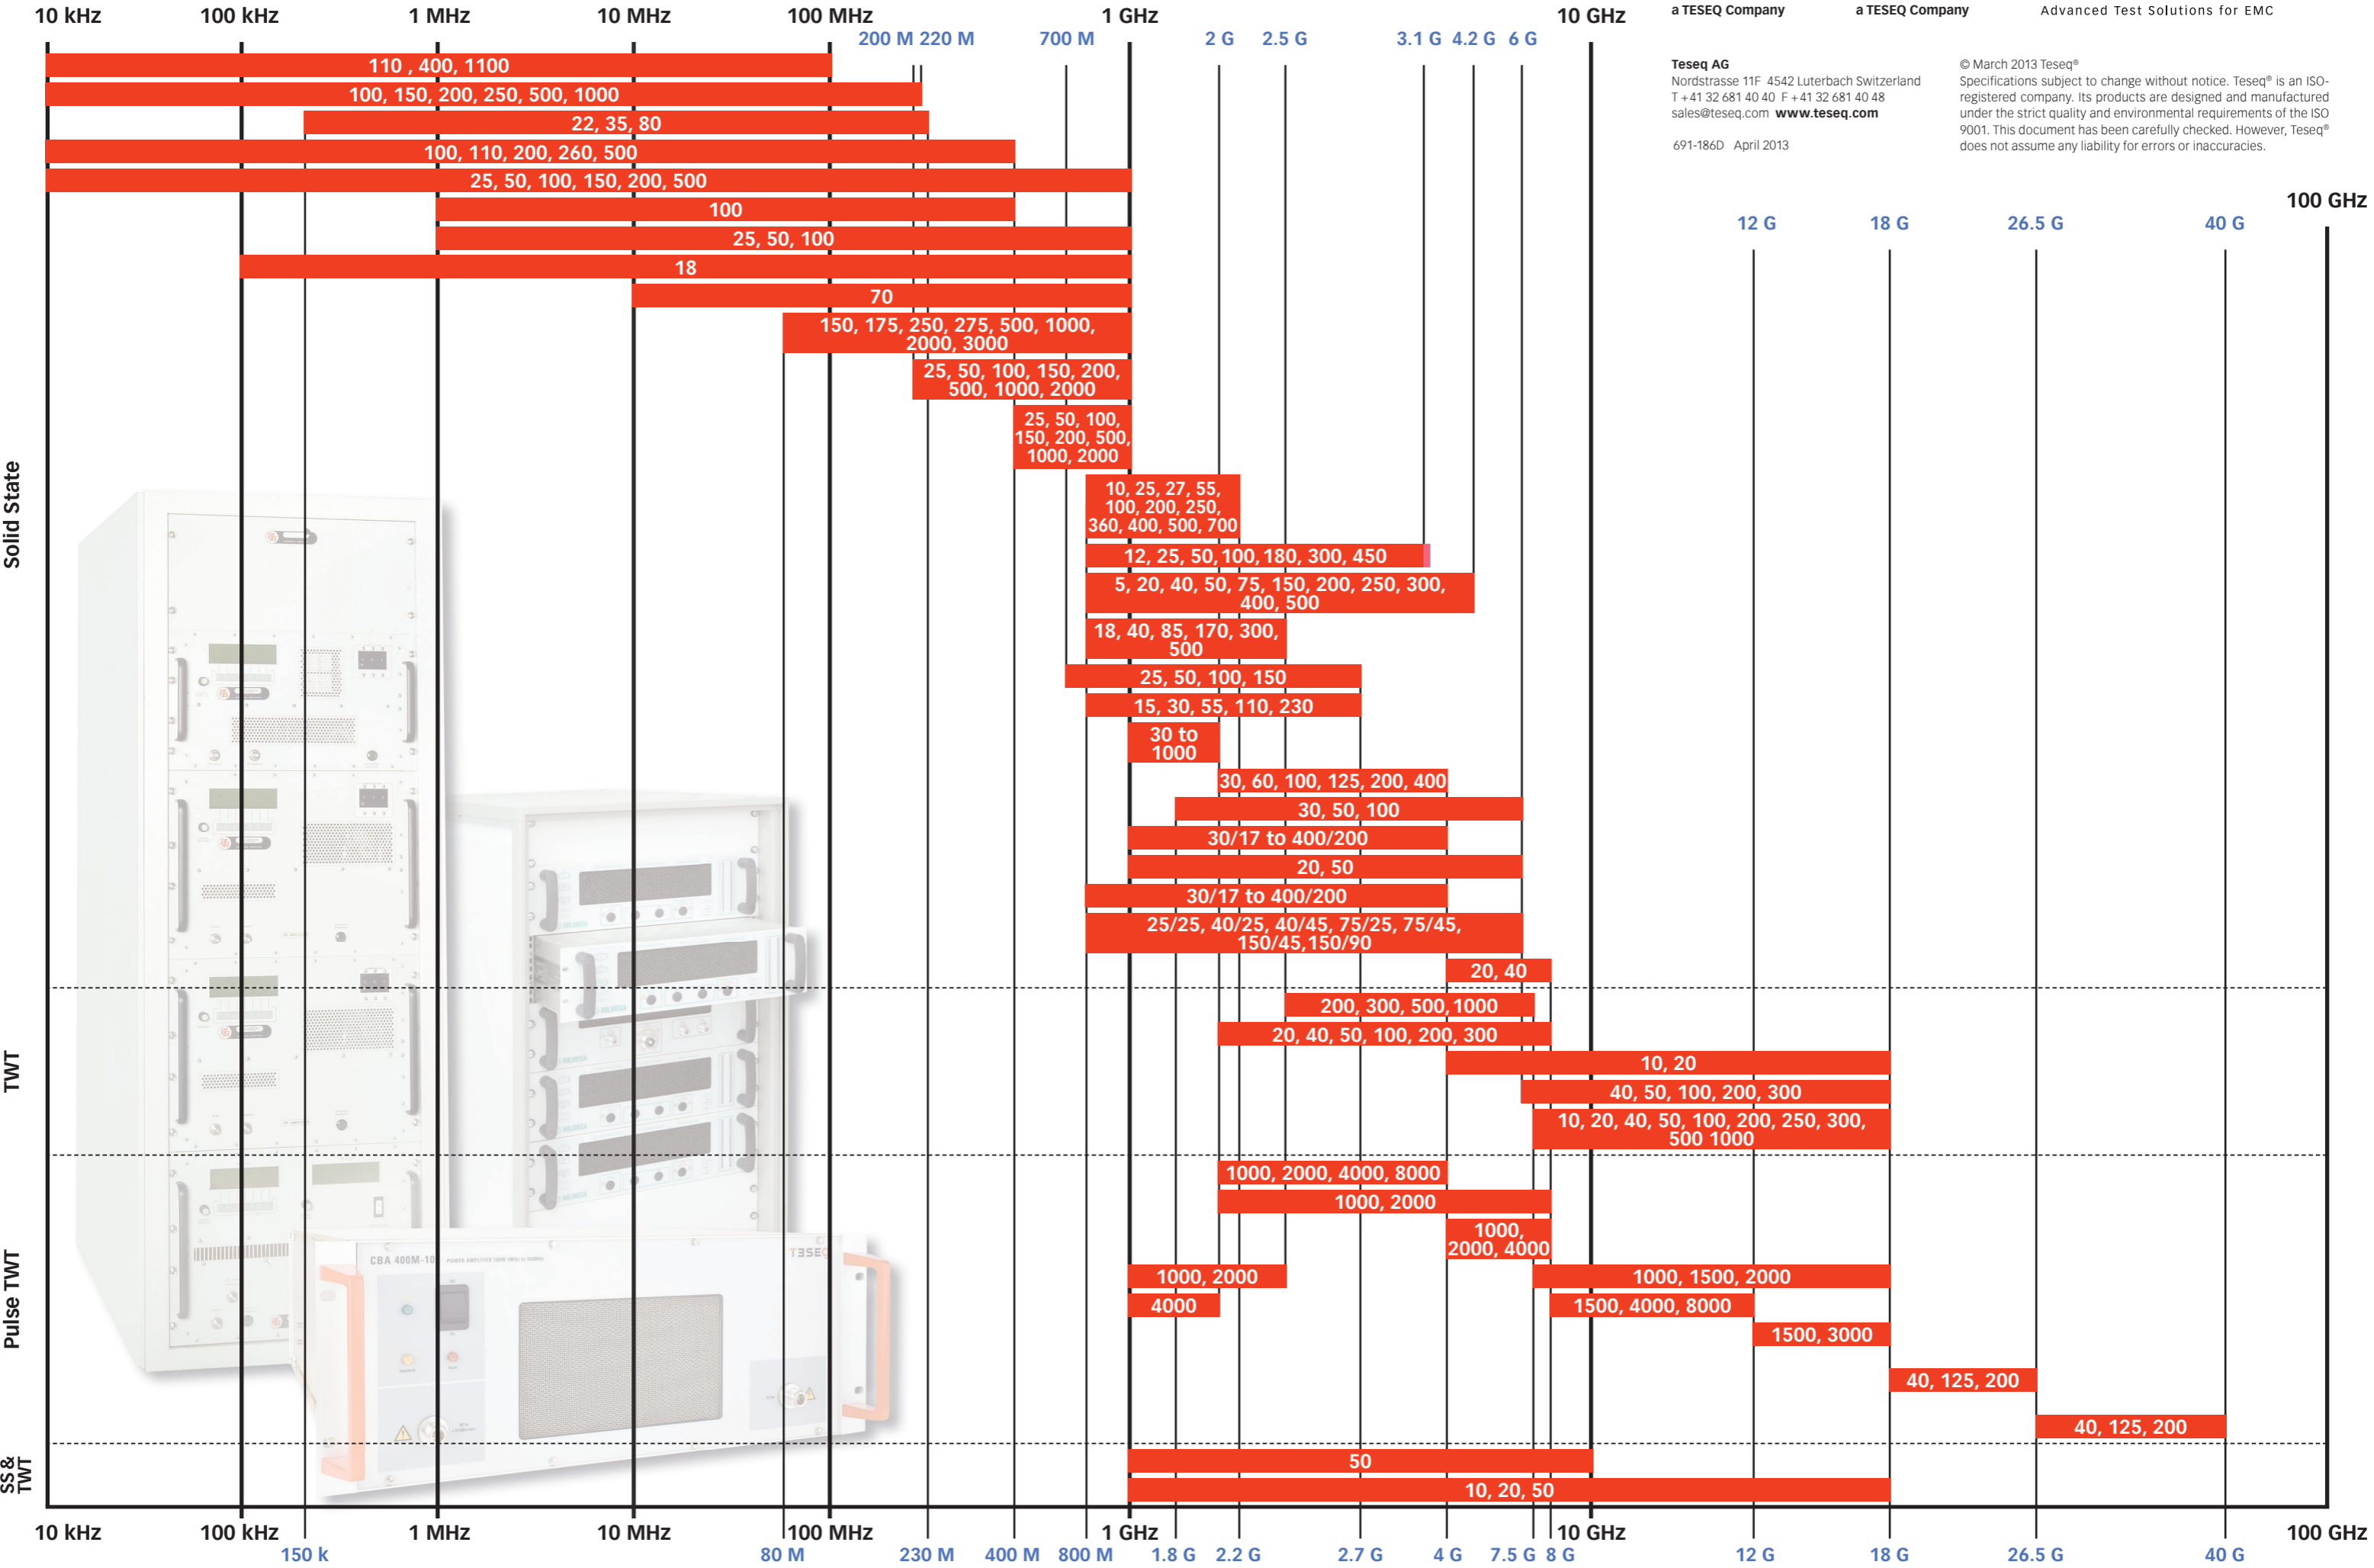 10 kHz 100 kHz 1 MHz 10 MHz 100 MHz 1 GHz 10 GHz
a TESEQ Company a TESEQ Company Advanced Test Solutions for EMC
200 M 220 M 700 M 2 G 2.5 G 3.1 G 4.2 G 6 G
Teseq AG
Nordstrasse 11F 4542 Luterbach Switzerland
T +41 32 681 40 40 F +41 32 681 40 48
sales@teseq.com www.teseq.com
691-186D April 2013
© March 2013 Teseq®
Specifications subject to change without notice. Teseq® is an ISO-
registered company. Its products are designed and manufactured
under the strict quality and environmental requirements of the ISO
9001. This document has been carefully checked. However, Teseq®
does not assume any liability for errors or inaccuracies.
100 GHz
12 G 18 G 26.5 G 40 G
Solid State
110 , 400, 1100
100, 150, 200, 250, 500, 1000
22, 35, 80
100, 110, 200, 260, 500
25, 50, 100, 150, 200, 500
100
25, 50, 100
18
70
150, 175, 250, 275, 500, 1000,
2000, 3000
25, 50, 100, 150, 200,
500, 1000, 2000
25, 50, 100,
150, 200, 500,
1000, 2000
10, 25, 27, 55,
100, 200, 250,
360, 400, 500, 700
12, 25, 50,100,180, 300, 450
5, 20, 40, 50, 75, 150, 200, 250, 300,
400, 500
18, 40, 85, 170, 300,
500
25, 50, 100, 150
15, 30, 55, 110, 230
30 to
1000
30, 60, 100, 125, 200, 400
30, 50, 100
30/17 to 400/200
20, 50
30/17 to 400/200
25/25, 40/25, 40/45, 75/25, 75/45,
150/45,150/90
20, 40
TWT
200, 300, 500,1000
20, 40, 50, 100, 200, 300
10, 20
40, 50, 100, 200, 300
10, 20, 40, 50, 100, 200, 250, 300,
500 1000
Pulse TWT
1000, 2000, 4000, 8000
1000, 2000
1000,
2000, 4000
1000, 2000
1000, 1500, 2000
4000
1500, 4000, 8000
1500, 3000
40, 125, 200
40, 125, 200
CBA 400M-10
TESEQ
SS &
TWT
50
10, 20, 50
10 kHz 100 kHz 1 MHz 10 MHz 100 MHz 1 GHz 10 GHz 100 GHz
150 k 80 M 230 M 400 M 800 M 1.8 G 2.2 G 2.7 G 4 G 7.5 G 8 G 12 G 18 G 26.5 G 40 G